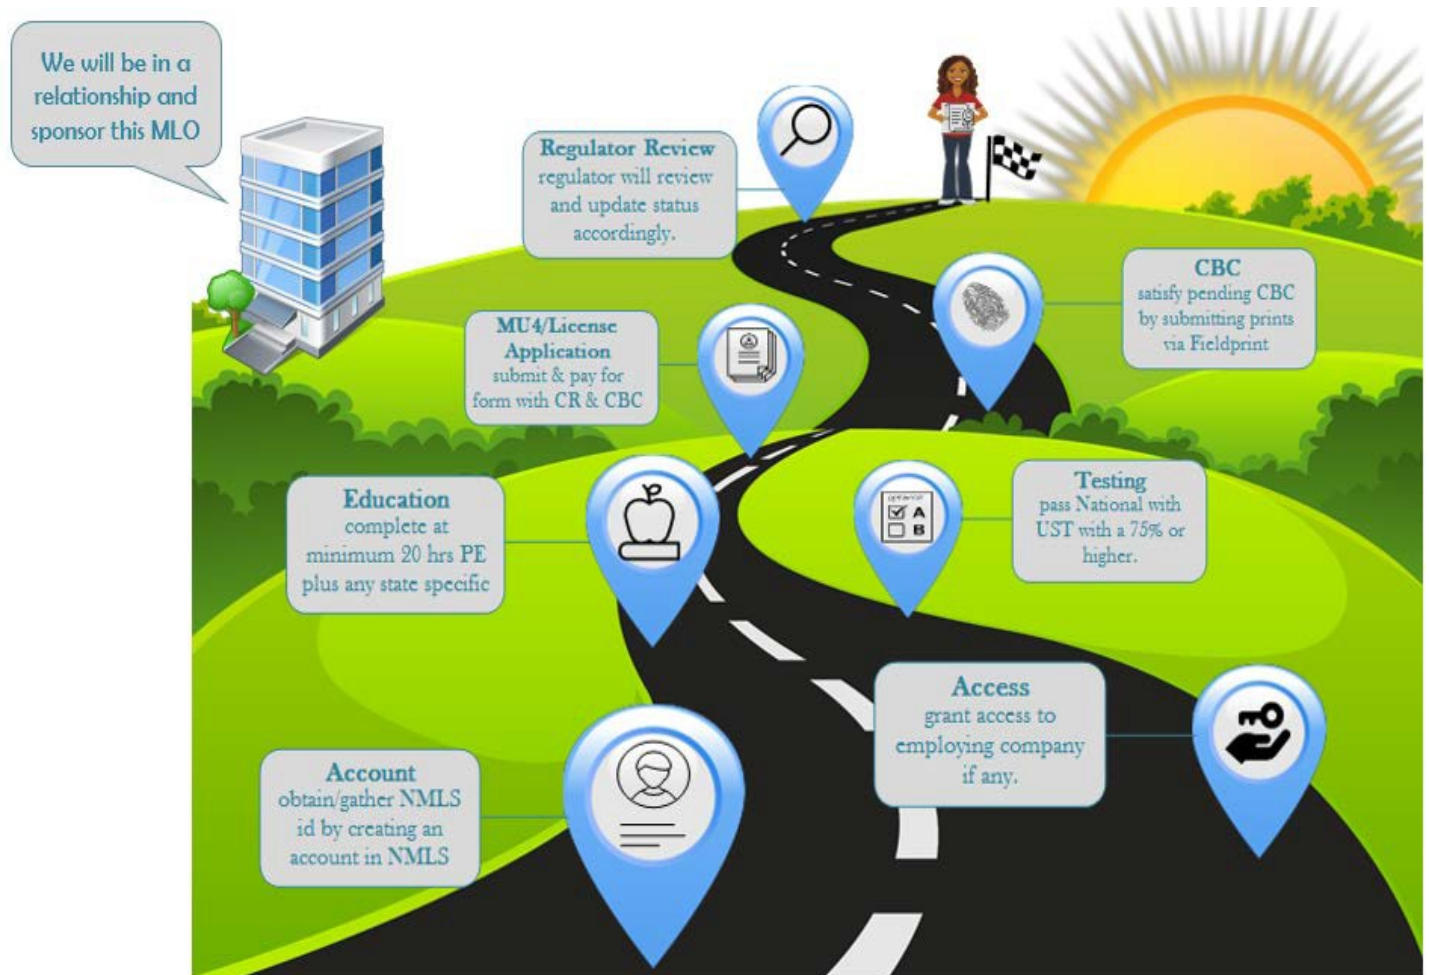 We will be in a
relationship and
sponsor this MLO
Regulator Review
regulator will review
and update status
accordingly.
CBC
satisfy pending CBC
by submitting prints
via Fieldprint
MU4/License
Application
submit & pay for
form with CR & CBC
Education
complete at
minimum 20 hrs PE
plus any state specific
A
B
Testing
pass National with
UST with a 75% or
higher.
Access
grant access to
employing company
if any.
Account
obtain/gather NMLS
id by creating an
account in NMLS